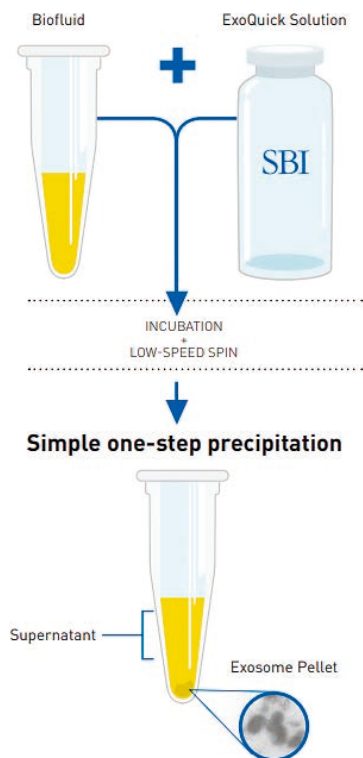 Biofluid
ExoQuick Solution
SBI
INCUBATION
+
LOW-SPEED SPIN
Simple one-step precipitation
Supernatant
Exosome Pellet